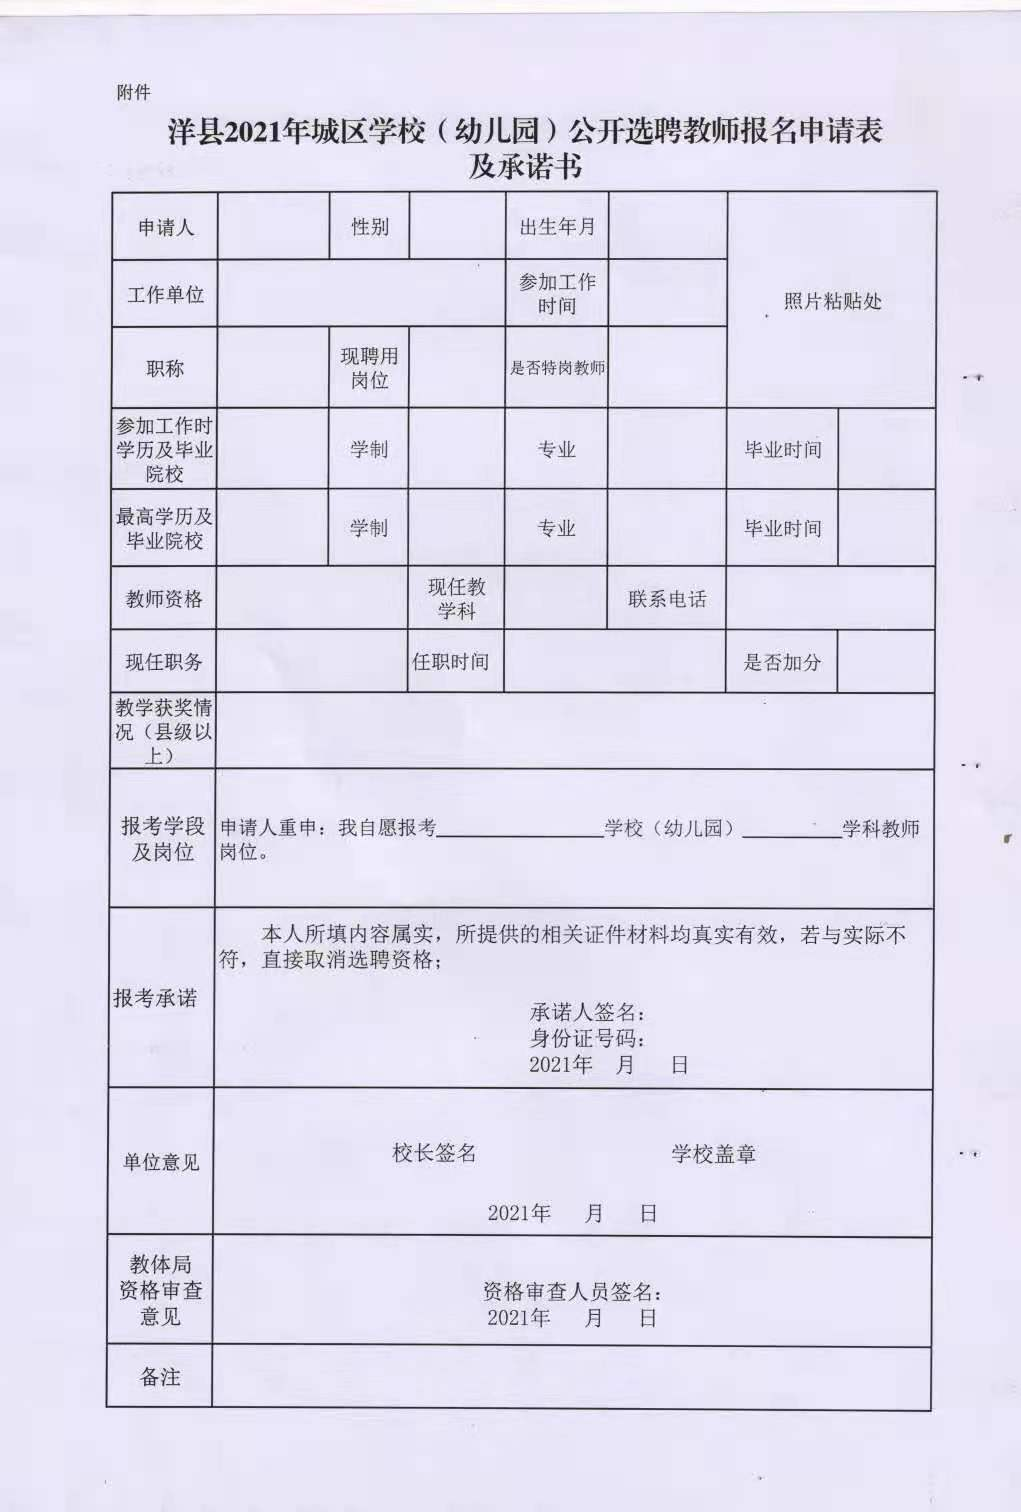 附件
洋县2021年城区学校（幼儿园）公开选聘教师报名申请表
及承诺书
申请人 性别 出生年月
照片粘贴处
工作单位 参加工作
时间
职称 现聘用
岗位 是否特岗教师
参加工作时
学历及毕业
院校 学制 专业 毕业时间
最高学历及
毕业院校 学制 专业 毕业时间
教师资格 现任教
学科 联系电话
现任职务 任职时间 是否加分
教学获奖情
况（县级以
上）
报考学段
及岗位
申请人重申：我自愿报考________________学校（幼儿园）__________学科教师
岗位。
报考承诺
本人所填内容属实，所提供的相关证件材料均真实有效，若与实际不
符，直接取消选聘资格；
承诺人签名：
身份证号码：
2021年 月 日
单位意见
校长签名 学校盖章
2021年 月 日
教体局
资格审查
意见
资格审查人员签名：
2021年 月 日
备注